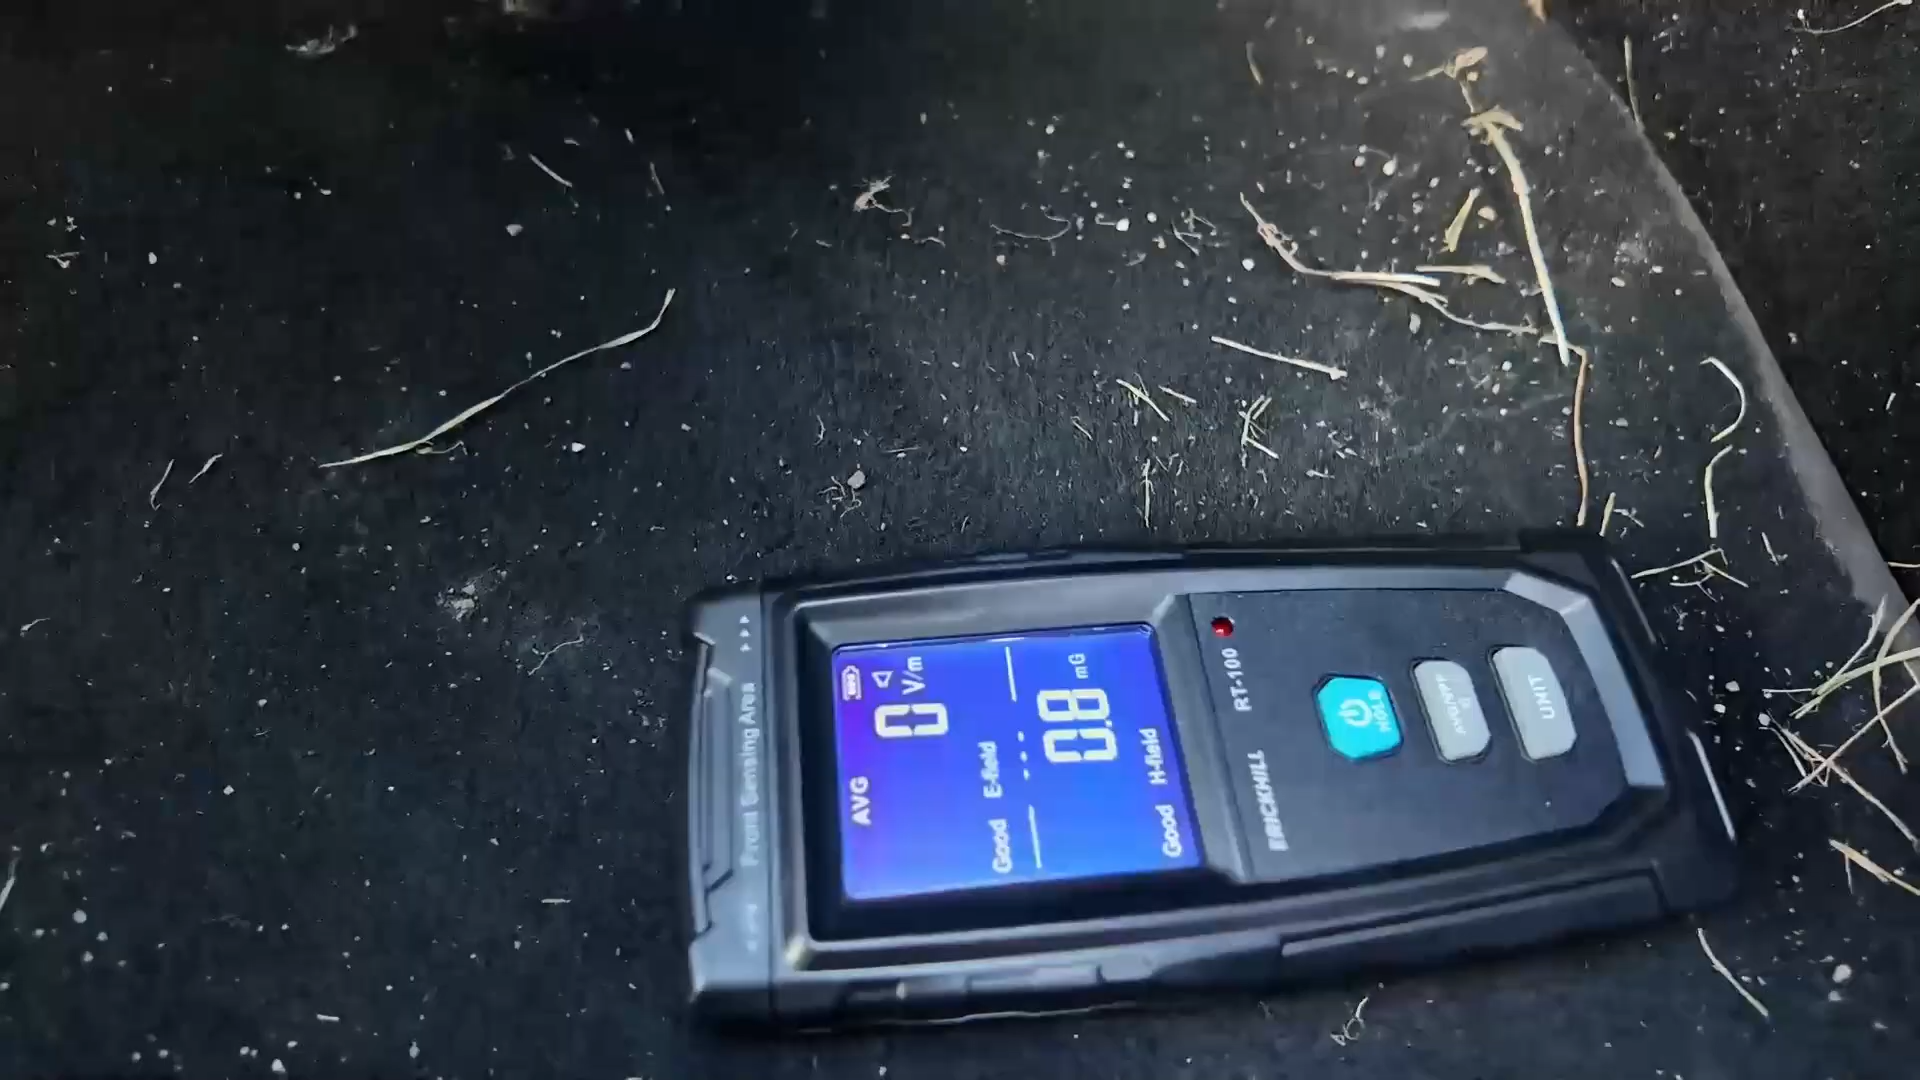 Front Sensing Area
AVG
0 V/m
Good E-field
0.8 mG
Good H-field
ERICKHILL RT-100
HOLD
UNIT